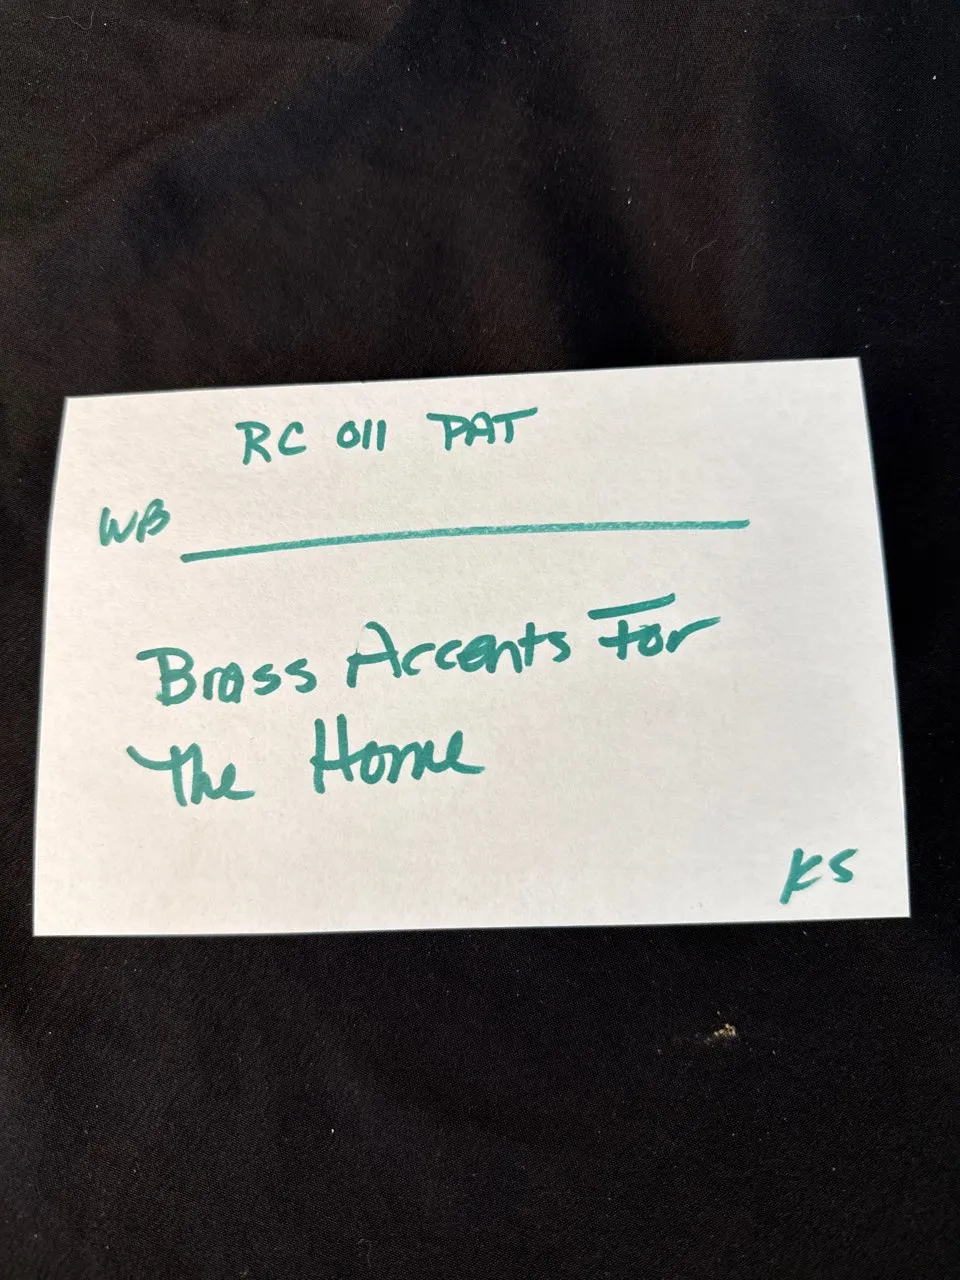 RC 011 PAT
WB
Brass Accents For
The Home
KS